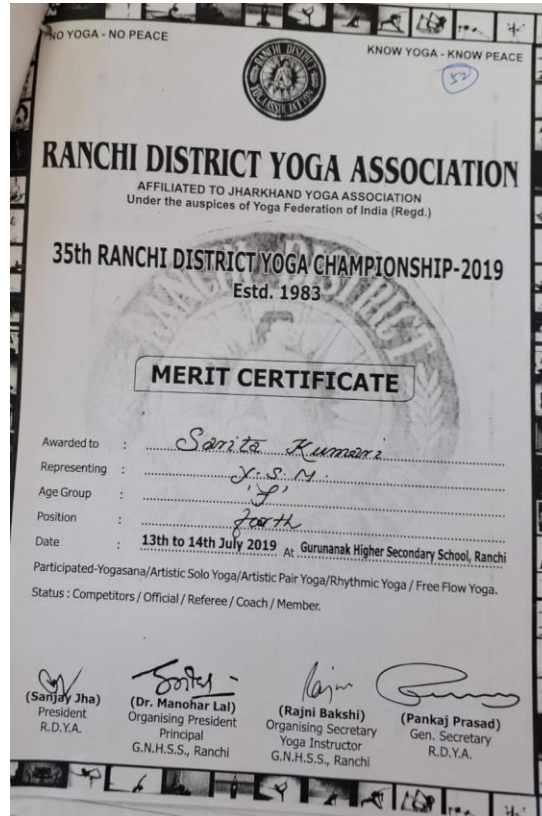 NO YOGA - NO PEACE
KNOW YOGA - KNOW PEACE
52
RANCHI DISTRICT
YOGA ASSOCIATION
RANCHI DISTRICT YOGA ASSOCIATION
AFFILIATED TO JHARKHAND YOGA ASSOCIATION
Under the auspices of Yoga Federation of India (Regd.)
35th RANCHI DISTRICT YOGA CHAMPIONSHIP-2019
Estd. 1983
MERIT CERTIFICATE
Awarded to : Sarita Kumari
Representing : Y.S.M.
Age Group :
Position : Foarth
Date : 13th to 14th July 2019 At Gurunanak Higher Secondary School, Ranchi
Participated-Yogasana/Artistic Solo Yoga/Artistic Pair Yoga/Rhythmic Yoga / Free Flow Yoga.
Status : Competitors / Official / Referee / Coach / Member.
(Sanjay Jha)
President
R.D.Y.A.
(Dr. Manohar Lal)
Organising President
Principal
G.N.H.S.S., Ranchi
(Rajni Bakshi)
Organising Secretary
Yoga Instructor
G.N.H.S.S., Ranchi
(Pankaj Prasad)
Gen. Secretary
R.D.Y.A.